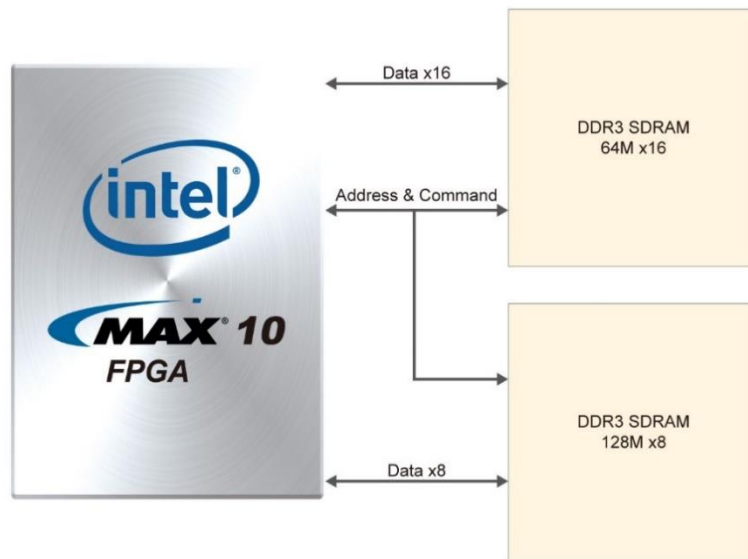 intel®
MAX® 10
FPGA
Data x16
Address & Command
Data x8
DDR3 SDRAM
64M x16
DDR3 SDRAM
128M x8